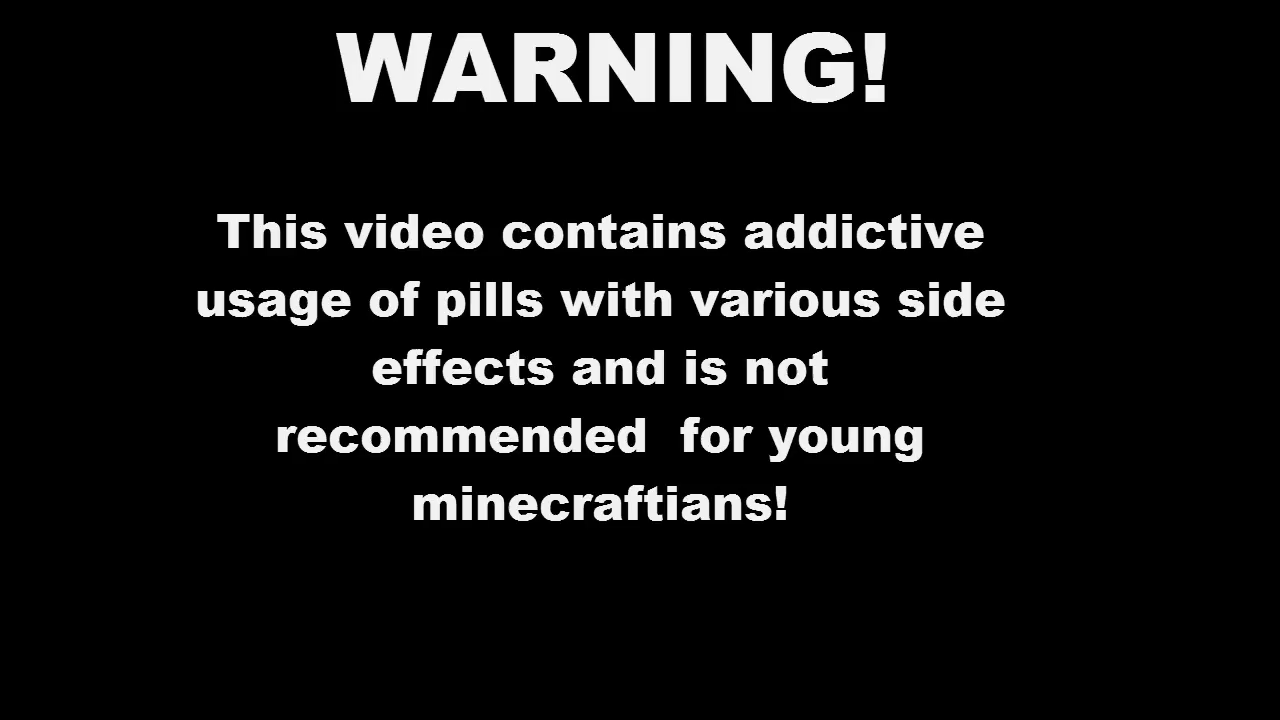 WARNING!
This video contains addictive
usage of pills with various side
effects and is not
recommended  for young
minecraftians!